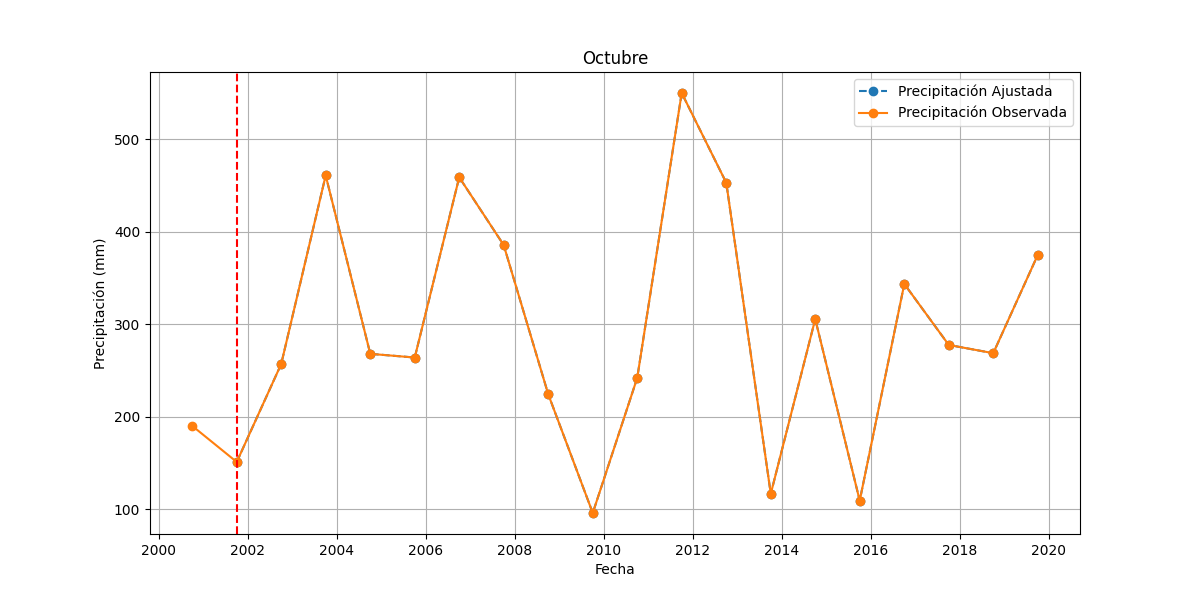 Octubre
Precipitación Ajustada
Precipitación Observada
Precipitación (mm)
500
400
300
200
100
2000 2002 2004 2006 2008 2010 2012 2014 2016 2018 2020
Fecha